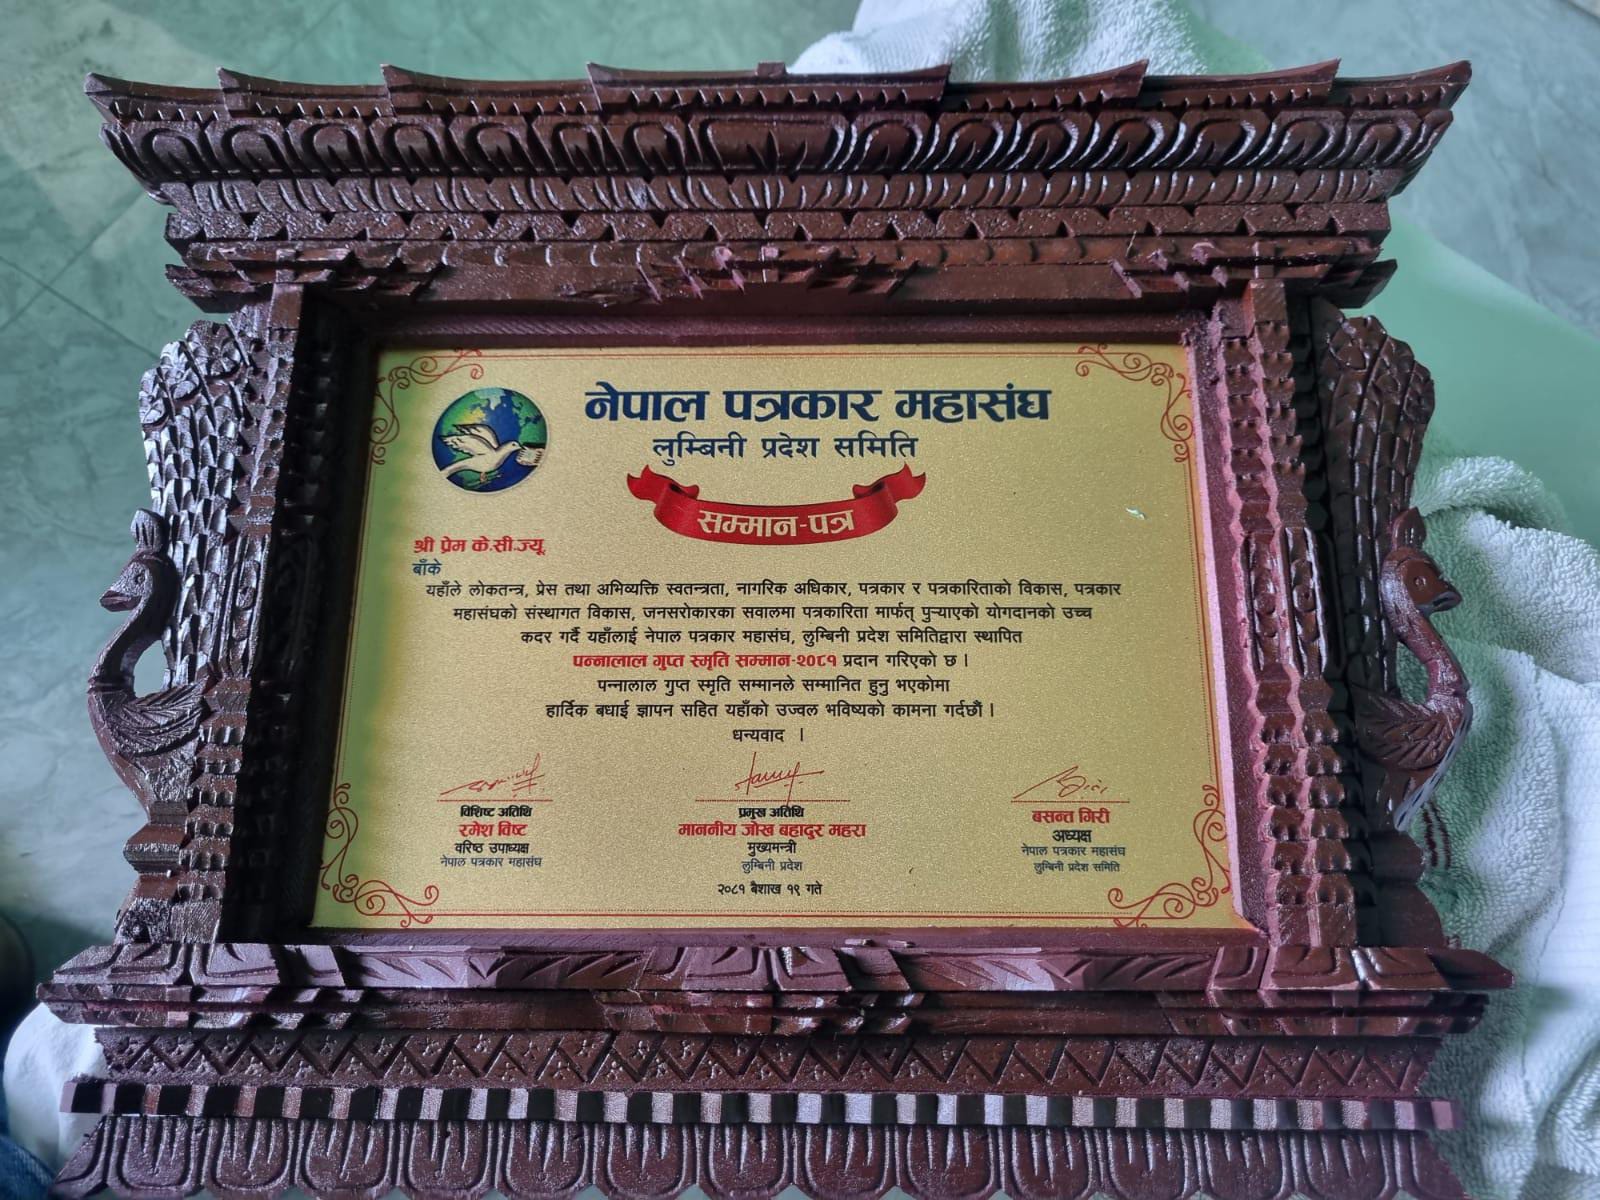 नेपाल पत्रकार महासंघ
लुम्बिनी प्रदेश समिति
सम्मान-पत्र
श्री प्रेम के.सी.ज्यू
बाँके
यहाँले लोकतन्त्र, प्रेस तथा अभिव्यक्ति स्वतन्त्रता, नागरिक अधिकार, पत्रकार र पत्रकारिताको विकास, पत्रकार
महासंघको संस्थागत विकास, जनसरोकारका सवालमा पत्रकारिता मार्फत् पुऱ्याएको योगदानको उच्च
कदर गर्दै यहाँलाई नेपाल पत्रकार महासंघ, लुम्बिनी प्रदेश समितिद्वारा स्थापित
पन्नालाल गुप्त स्मृति सम्मान-२०८१ प्रदान गरिएको छ ।
पन्नालाल गुप्त स्मृति सम्मानले सम्मानित हुनु भएकोमा
हार्दिक बधाई ज्ञापन सहित यहाँको उज्वल भविष्यको कामना गर्दछौं ।
धन्यवाद ।
विशिष्ट अतिथि
रमेश विष्ट
वरिष्ठ उपाध्यक्ष
नेपाल पत्रकार महासंघ
प्रमुख अतिथि
माननीय जोख बहादुर महरा
मुख्यमन्त्री
लुम्बिनी प्रदेश
बसन्त गिरी
अध्यक्ष
नेपाल पत्रकार महासंघ
लुम्बिनी प्रदेश समिति
२०८१ बैशाख १९ गते